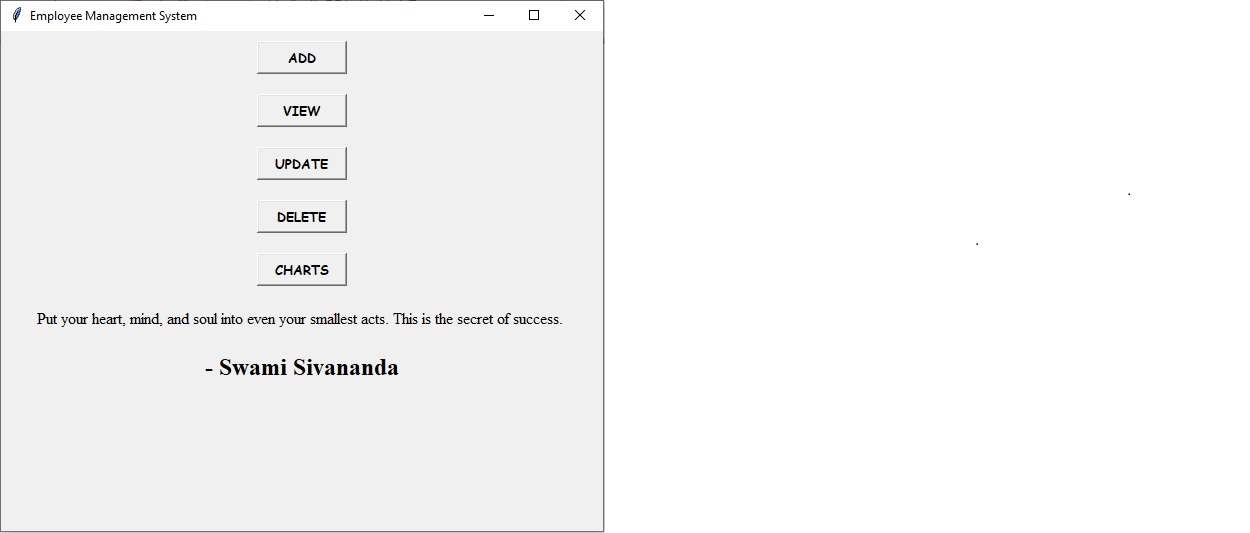 Employee Management System
ADD
VIEW
UPDATE
DELETE
CHARTS
Put your heart, mind, and soul into even your smallest acts. This is the secret of success.
- Swami Sivananda